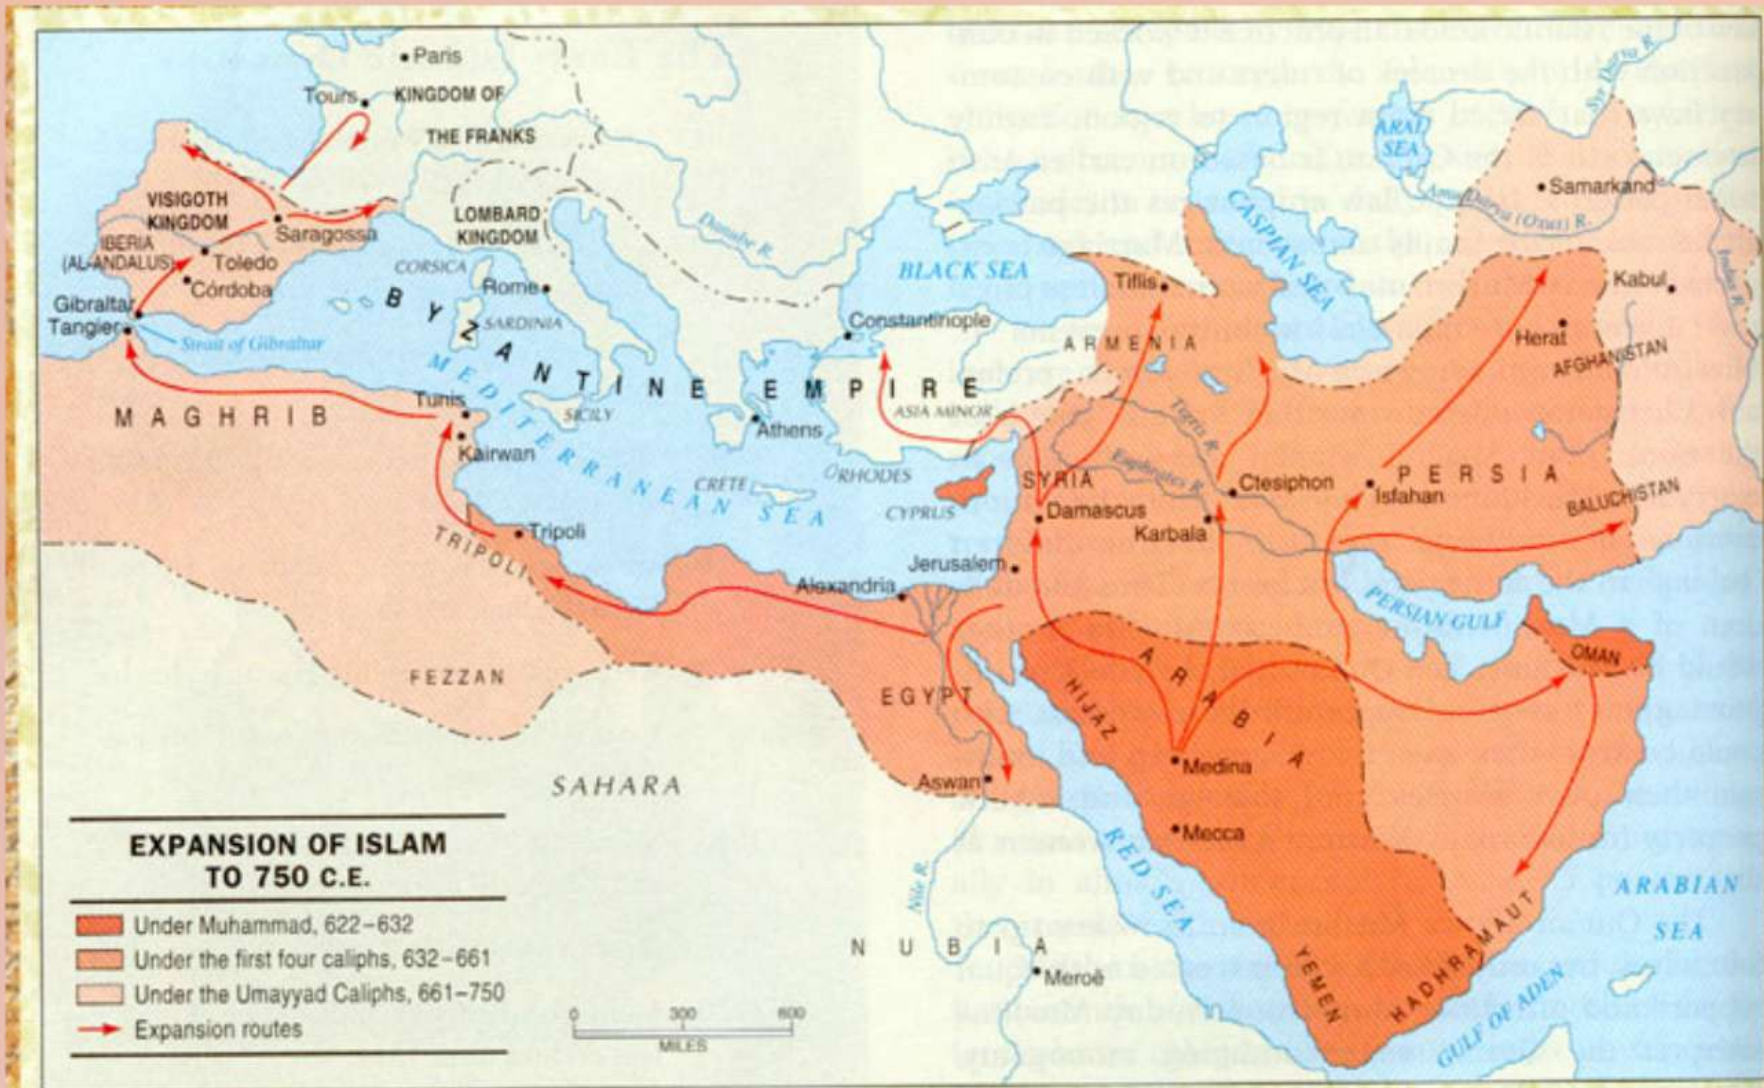 Paris
Tours
KINGDOM OF
THE FRANKS
ARAL
SEA
Syr Darya R.
Samarkand
Amu Darya (Oxus) R.
VISIGOTH
KINGDOM
LOMBARD
KINGDOM
Danube R.
CASPIAN SEA
IBERIA
(AL-ANDALUS)
Saragossa
Toledo
Córdoba
CORSICA
Rome
BLACK SEA
Tiflis
Kabul
Indus R.
Gibraltar
Tangier
Strait of Gibraltar
SARDINIA
Constantinople
ARMENIA
Herat
AFGHANISTAN
BYZANTINE EMPIRE
MEDITERRANEAN SEA
MAGHRIB
Tunis
SICILY
Athens
ASIA MINOR
Tigris R.
Kairwan
CRETE
RHODES
SYRIA
Euphrates R.
Ctesiphon
PERSIA
Isfahan
BALUCHISTAN
CYPRUS
Damascus
Karbala
TRIPOLI
Tripoli
Jerusalem
Alexandria
PERSIAN GULF
OMAN
FEZZAN
EGYPT
HIJAZ
ARABIA
SAHARA
Aswan
Medina
Mecca
RED SEA
Nile R.
ARABIAN
SEA
NUBIA
Meroë
YEMEN
HADHRAMAUT
GULF OF ADEN
EXPANSION OF ISLAM
TO 750 C.E.
Under Muhammad, 622–632
Under the first four caliphs, 632–661
Under the Umayyad Caliphs, 661–750
Expansion routes
0 300 600
MILES